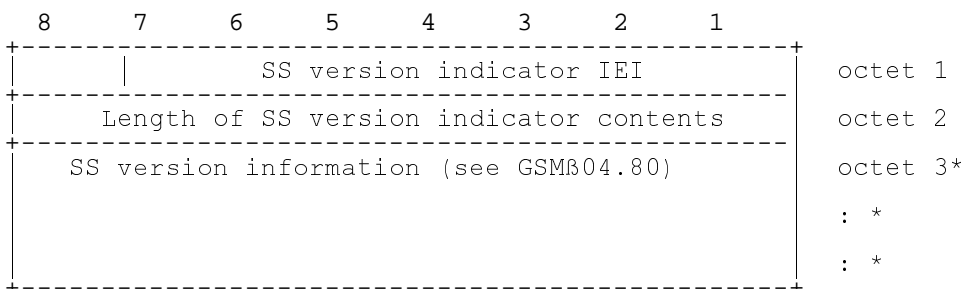 8 7 6 5 4 3 2 1
SS version indicator IEI octet 1
Length of SS version indicator contents octet 2
SS version information (see GSMß04.80) octet 3*
: *
: *